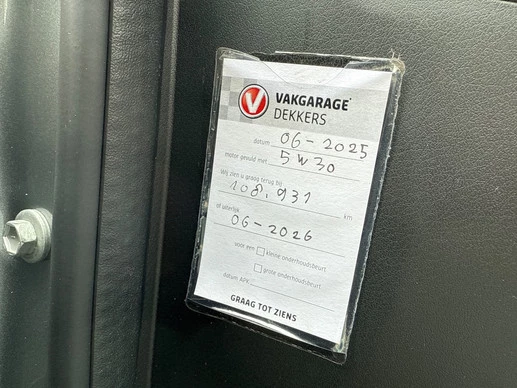 VAKGARAGE
DEKKERS
datum 06-2025
motor gevuld met 5W30
Wij zien u graag terug bij
108.931 km
of uiterlijk
06-2026
voor een kleine onderhoudsbeurt
grote onderhoudsbeurt
datum APK
GRAAG TOT ZIENS